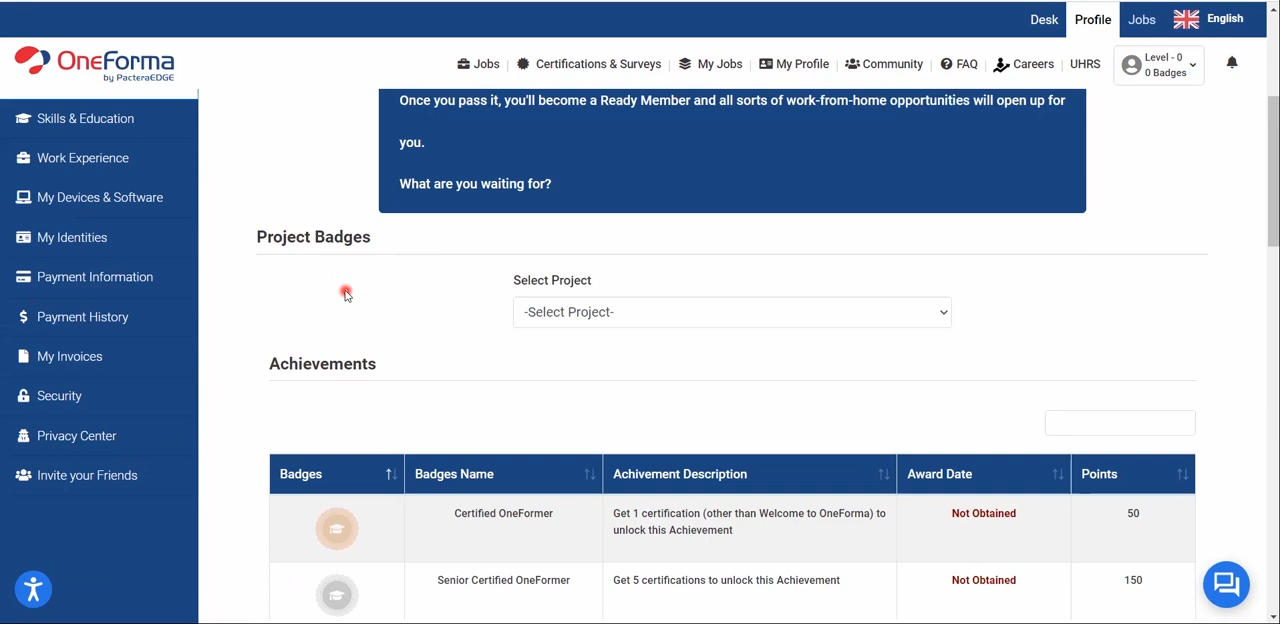 Desk Profile Jobs English
OneForma
by PacteraEDGE
Jobs Certifications & Surveys My Jobs My Profile Community FAQ Careers UHRS
Level - 0
0 Badges
Skills & Education
Work Experience
My Devices & Software
My Identities
Payment Information
Payment History
My Invoices
Security
Privacy Center
Invite your Friends
Once you pass it, you'll become a Ready Member and all sorts of work-from-home opportunities will open up for
you.
What are you waiting for?
Project Badges
Select Project
-Select Project-
Achievements
Badges Badges Name Achivement Description Award Date Points
Certified OneFormer
Get 1 certification (other than Welcome to OneForma) to
unlock this Achievement
Not Obtained
50
Senior Certified OneFormer
Get 5 certifications to unlock this Achievement
Not Obtained
150